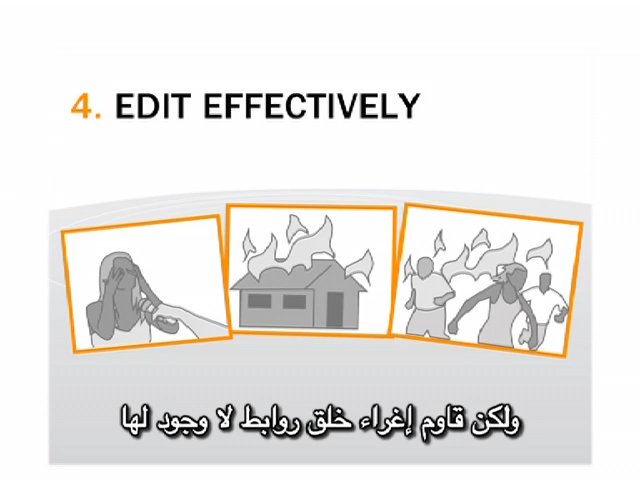 4. EDIT EFFECTIVELY
ولكن قاوم إغراء خلق روابط لا وجود لها